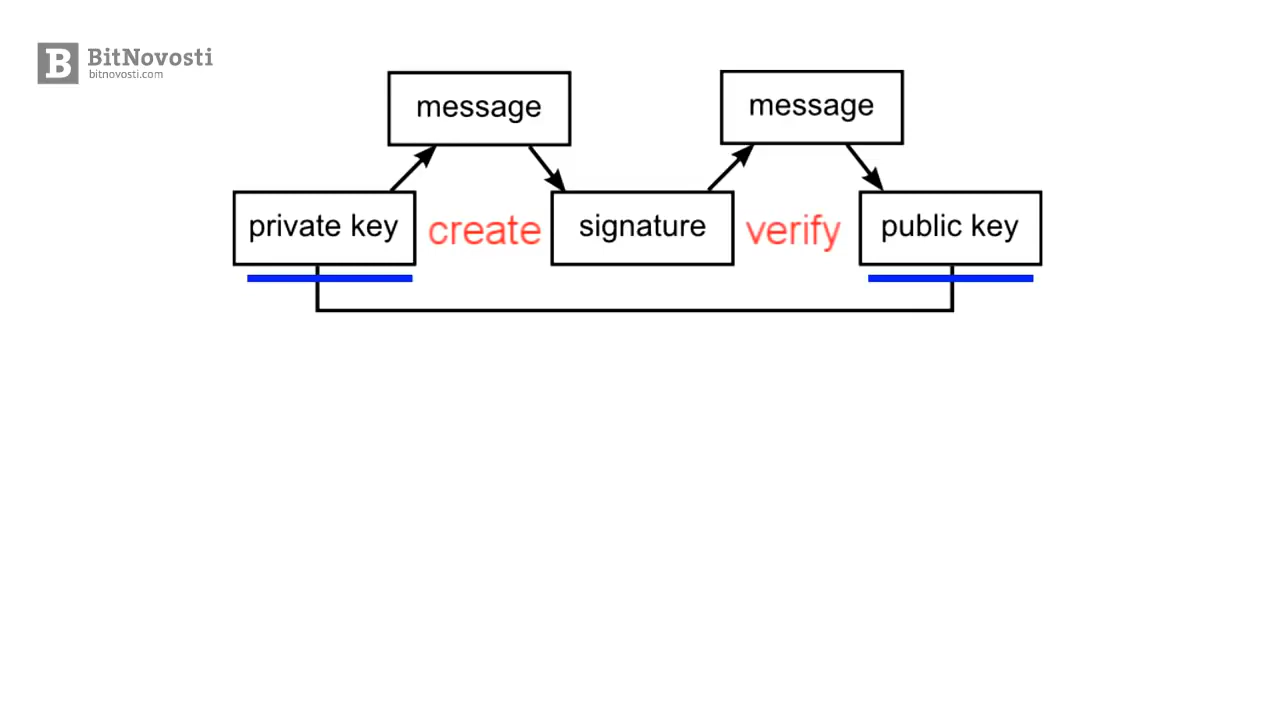 B
BitNovosti
bitnovosti.com
message
message
private key
create
signature
verify
public key